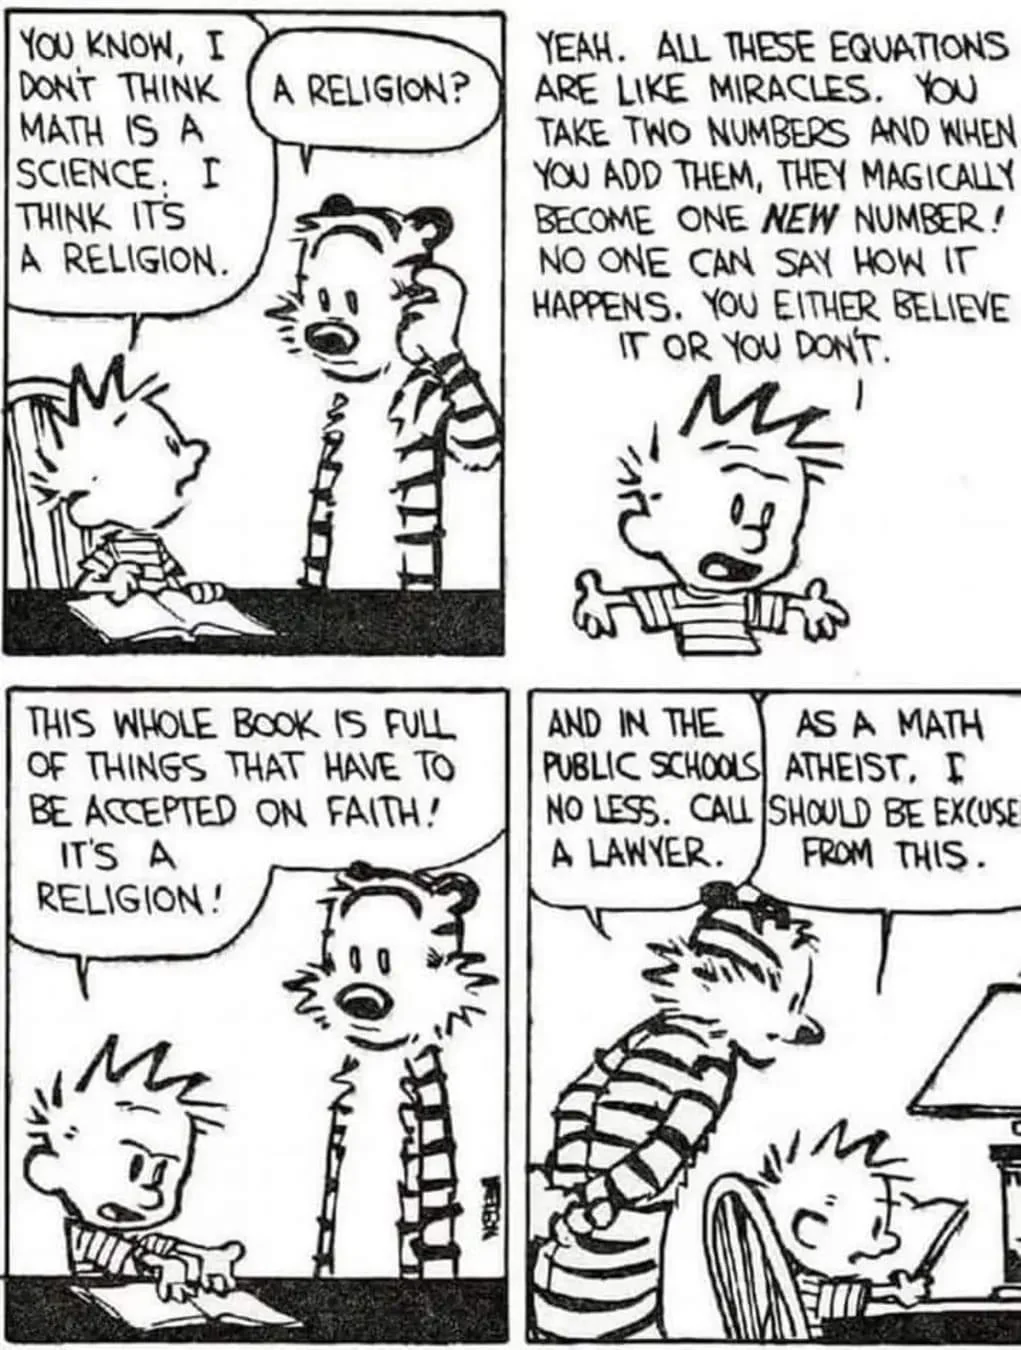 YOU KNOW, I
DON'T THINK
MATH IS A
SCIENCE. I
THINK IT'S
A RELIGION.
A RELIGION?
YEAH. ALL THESE EQUATIONS
ARE LIKE MIRACLES. YOU
TAKE TWO NUMBERS AND WHEN
YOU ADD THEM, THEY MAGICALLY
BECOME ONE NEW NUMBER!
NO ONE CAN SAY HOW IT
HAPPENS. YOU EITHER BELIEVE
IT OR YOU DON'T.
THIS WHOLE BOOK IS FULL
OF THINGS THAT HAVE TO
BE ACCEPTED ON FAITH!
IT'S A
RELIGION!
AND IN THE
PUBLIC SCHOOLS
NO LESS. CALL
A LAWYER.
AS A MATH
ATHEIST, I
SHOULD BE EXCUSE
FROM THIS.